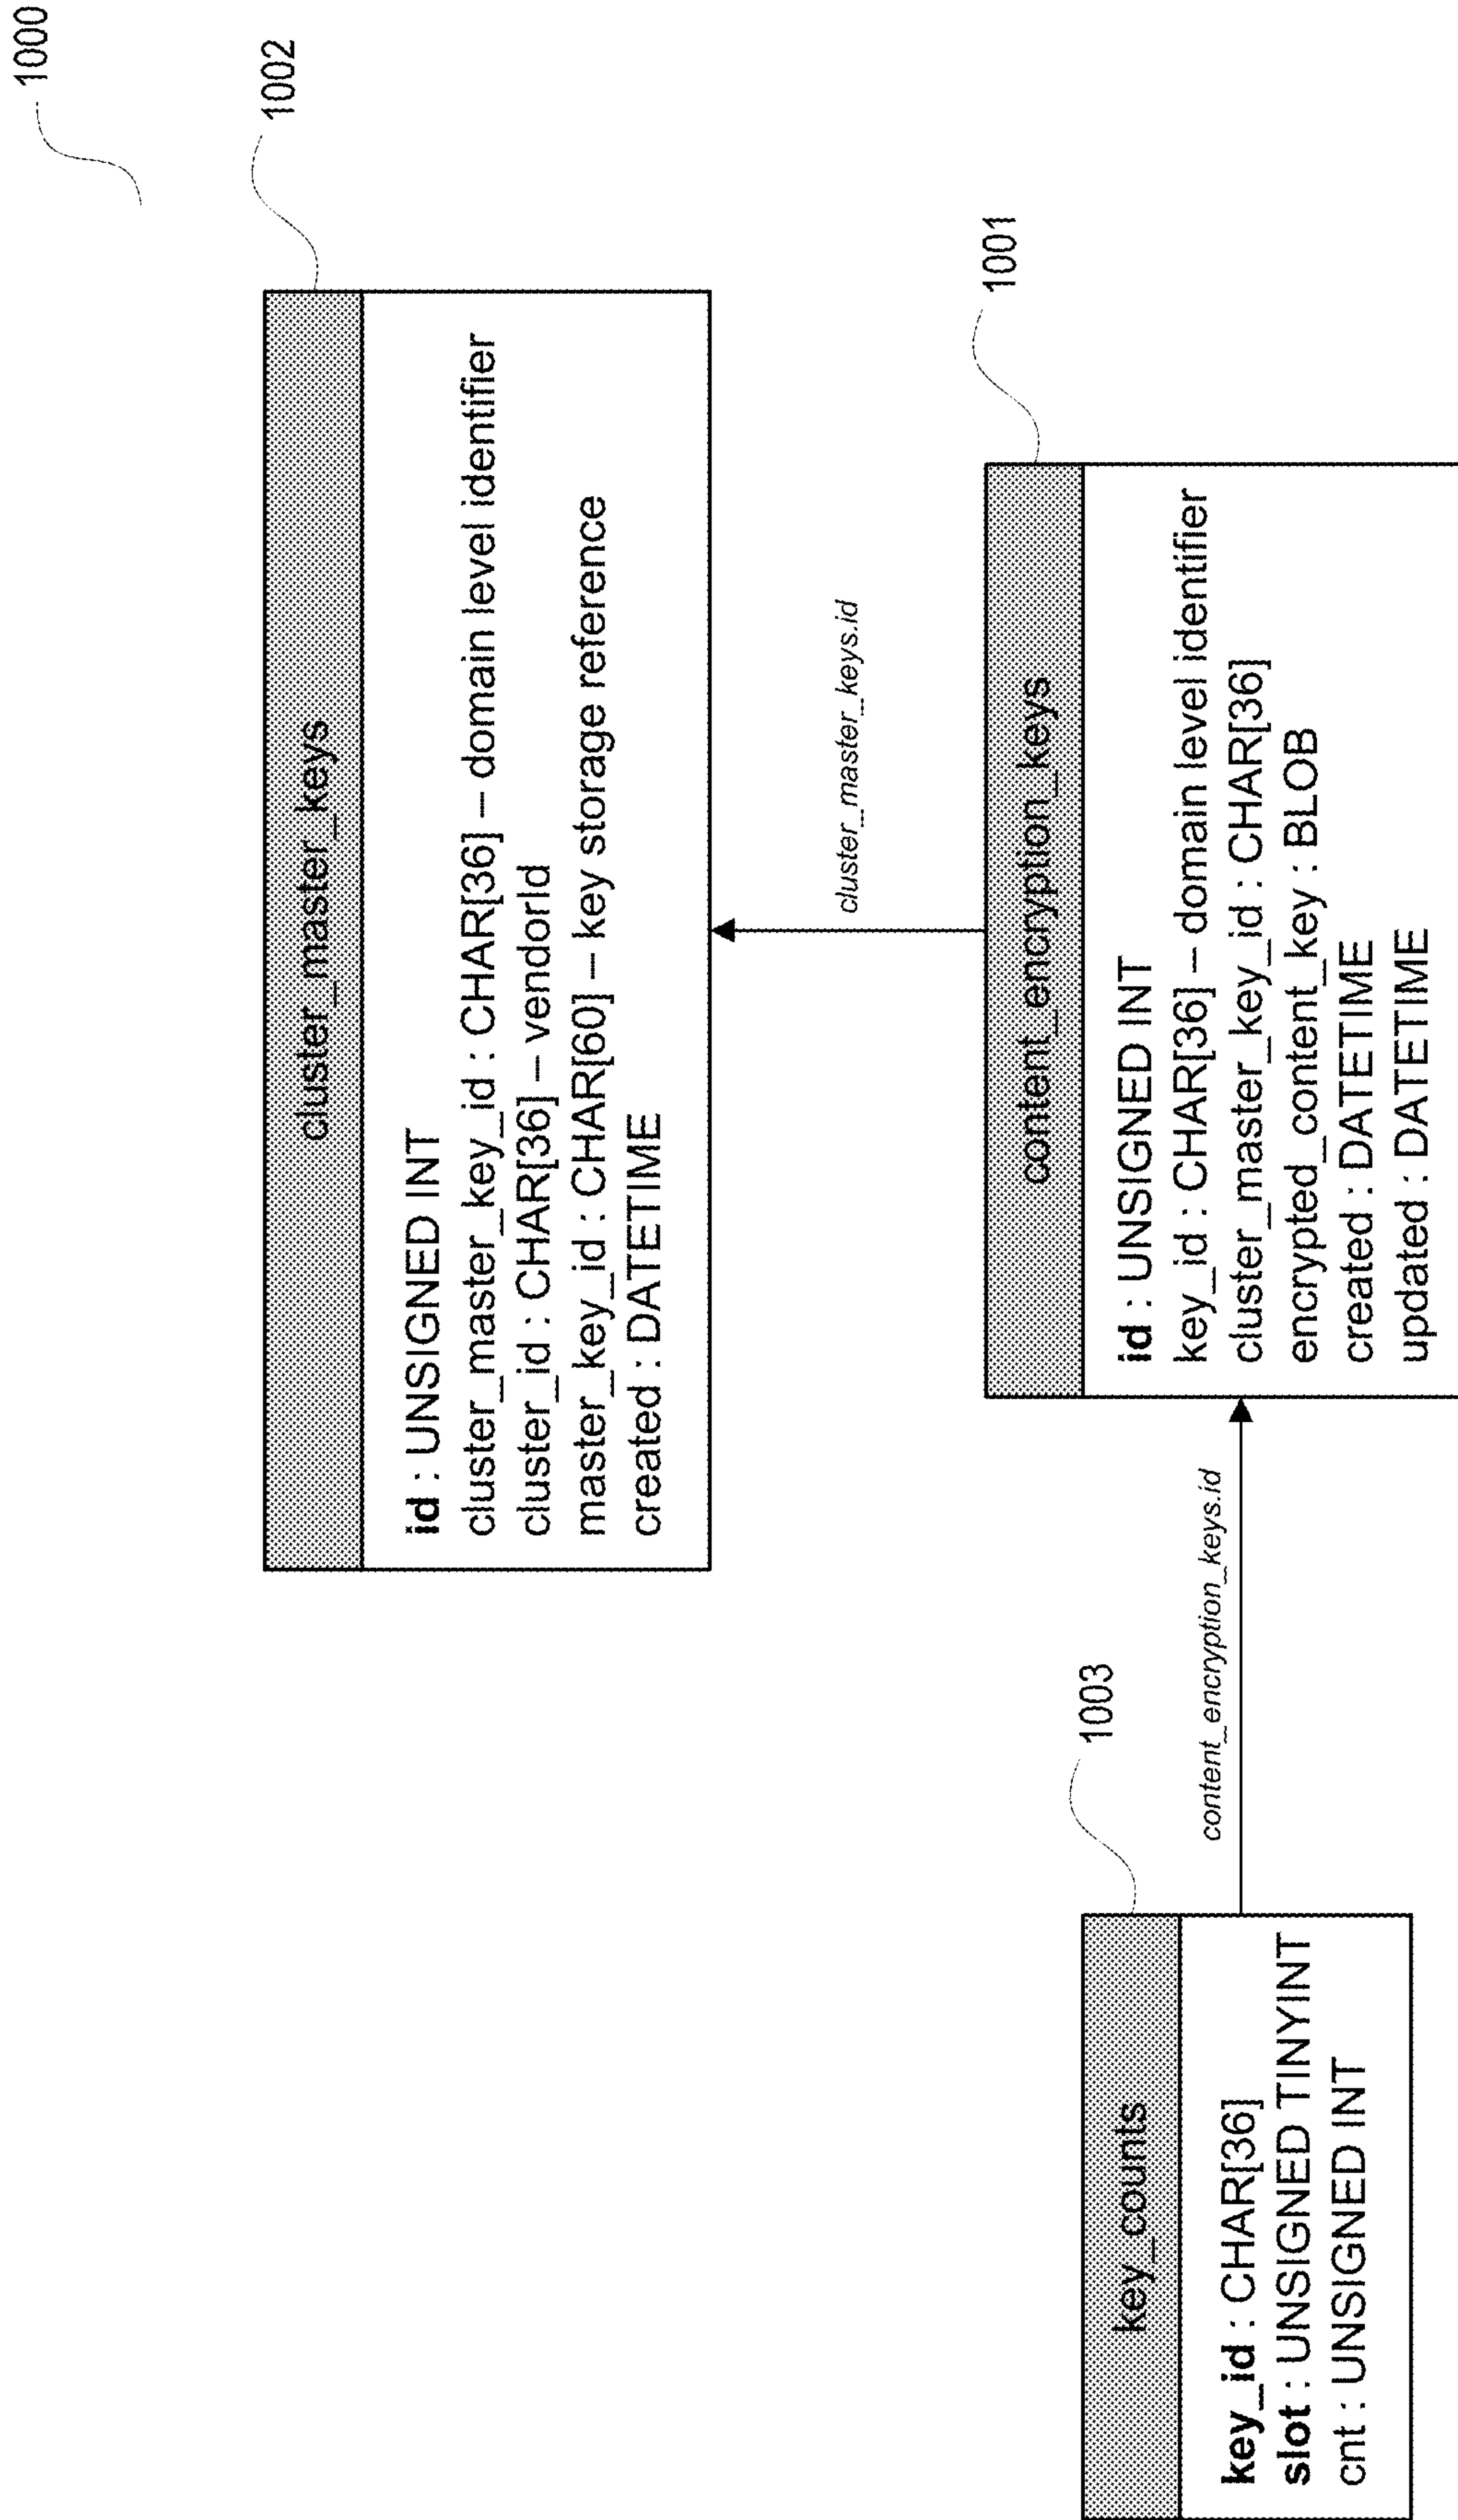 1000
cluster_master_keys
1002
id : UNSIGNED INT
cluster_master_key_id : CHAR[36] – domain level identifier
cluster_id : CHAR[36] – vendorId
master_key_id : CHAR[60] – key storage reference
created : DATETIME
cluster_master_keys.id
key_counts
1003
key_id : CHAR[36]
slot : UNSIGNED TINYINT
cnt : UNSIGNED INT
content_encryption_keys.id
content_encryption_keys
1001
id : UNSIGNED INT
key_id : CHAR[36] – domain level identifier
cluster_master_key_id : CHAR[36]
encrypted_content_key : BLOB
created : DATETIME
updated : DATETIME